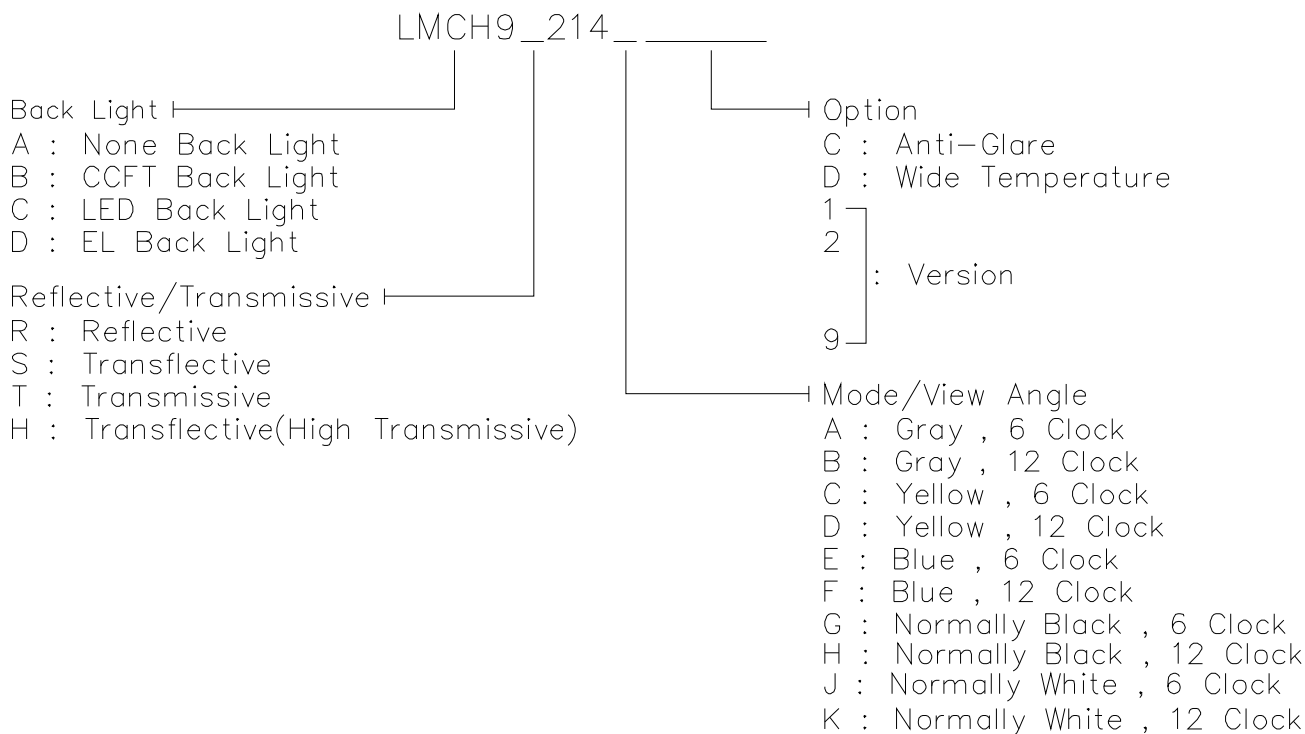 LMCH9_214_ _____
Back Light
A : None Back Light
B : CCFT Back Light
C : LED Back Light
D : EL Back Light
Reflective/Transmissive
R : Reflective
S : Transflective
T : Transmissive
H : Transflective(High Transmissive)
Option
C : Anti-Glare
D : Wide Temperature
1
2
: Version
9
Mode/View Angle
A : Gray , 6 Clock
B : Gray , 12 Clock
C : Yellow , 6 Clock
D : Yellow , 12 Clock
E : Blue , 6 Clock
F : Blue , 12 Clock
G : Normally Black , 6 Clock
H : Normally Black , 12 Clock
J : Normally White , 6 Clock
K : Normally White , 12 Clock